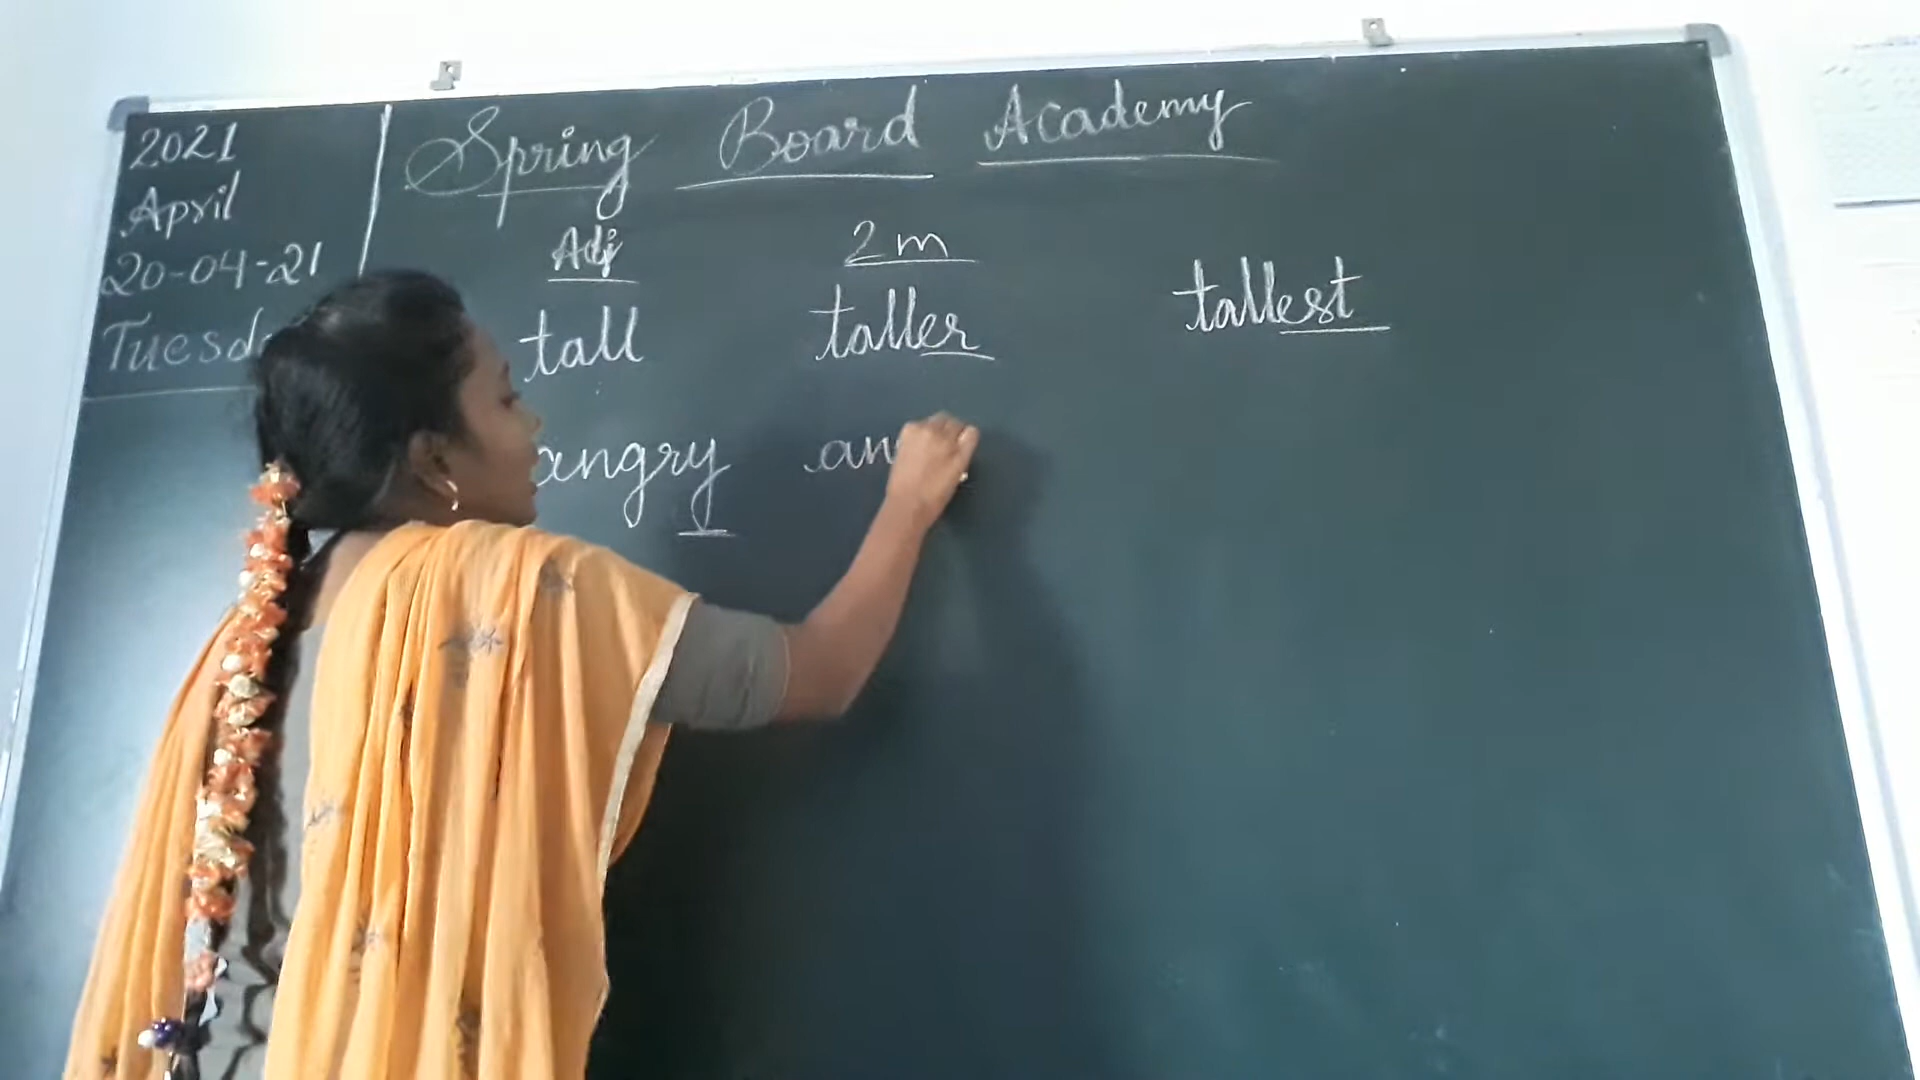 2021
April
20-04-21
Spring Board Academy
Adj 2m
tall taller tallest
angry